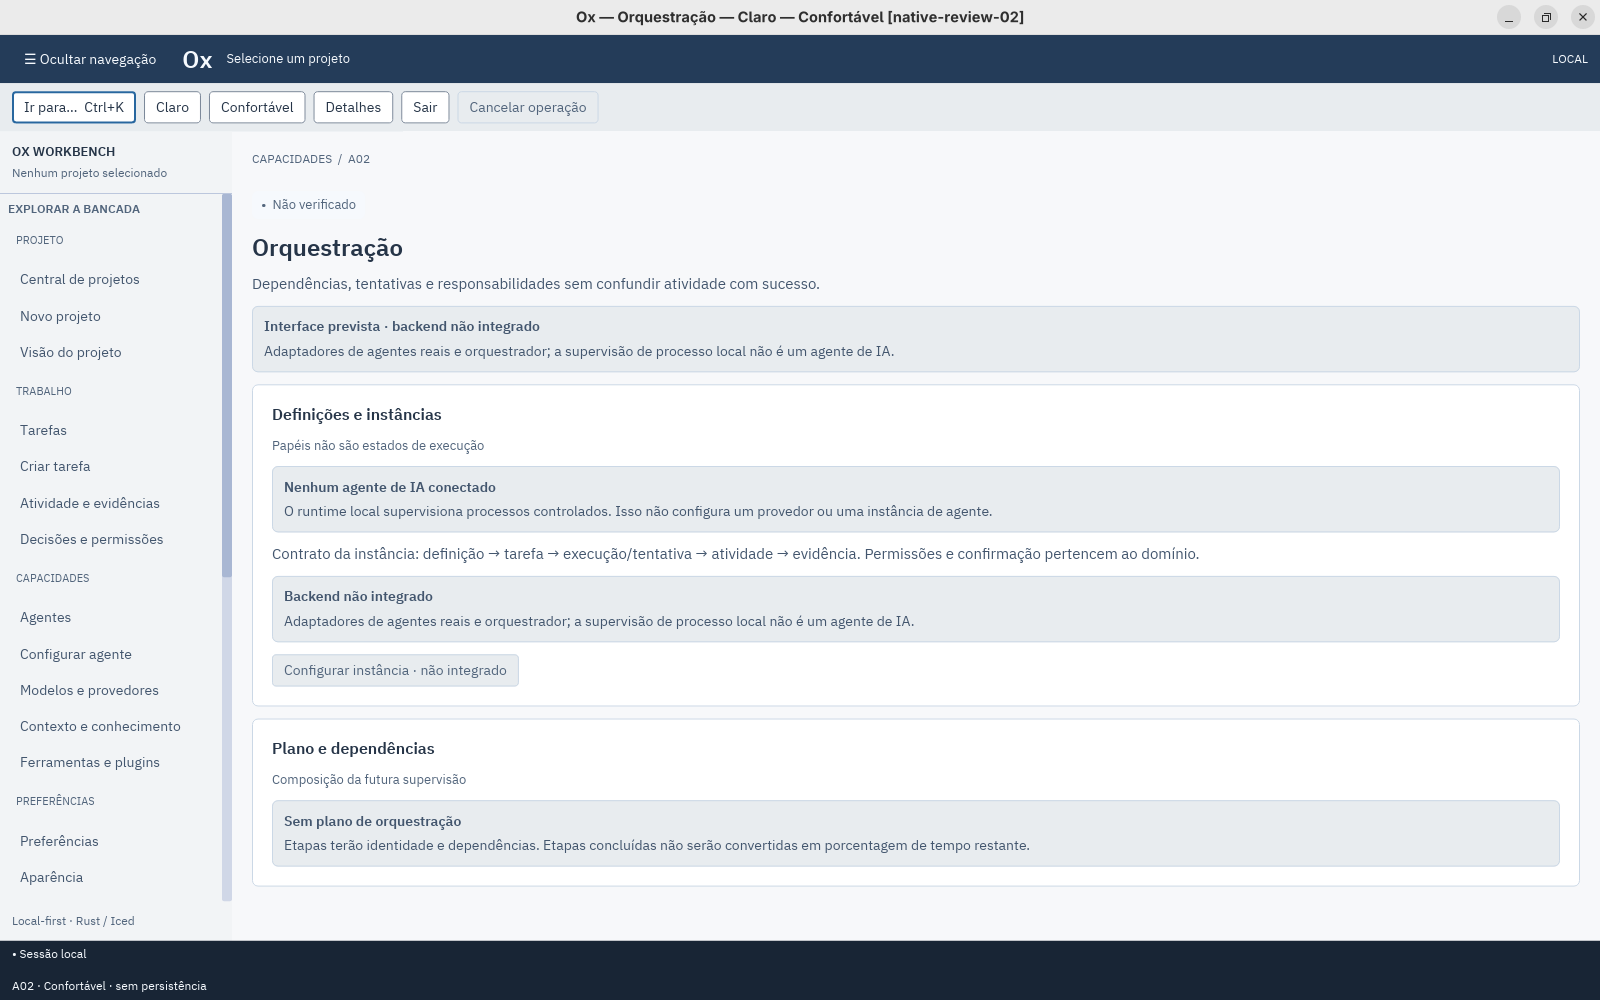 Ox — Orquestração — Claro — Confortável [native-review-02]
☰ Ocultar navegação
Ox
Selecione um projeto
LOCAL
Ir para... Ctrl+K
Claro
Confortável
Detalhes
Sair
Cancelar operação
OX WORKBENCH
Nenhum projeto selecionado
EXPLORAR A BANCADA
PROJETO
Central de projetos
Novo projeto
Visão do projeto
TRABALHO
Tarefas
Criar tarefa
Atividade e evidências
Decisões e permissões
CAPACIDADES
Agentes
Configurar agente
Modelos e provedores
Contexto e conhecimento
Ferramentas e plugins
PREFERÊNCIAS
Preferências
Aparência
Local-first · Rust / Iced
CAPACIDADES / A02
• Não verificado
Orquestração
Dependências, tentativas e responsabilidades sem confundir atividade com sucesso.
Interface prevista · backend não integrado
Adaptadores de agentes reais e orquestrador; a supervisão de processo local não é um agente de IA.
Definições e instâncias
Papéis não são estados de execução
Nenhum agente de IA conectado
O runtime local supervisiona processos controlados. Isso não configura um provedor ou uma instância de agente.
Contrato da instância: definição → tarefa → execução/tentativa → atividade → evidência. Permissões e confirmação pertencem ao domínio.
Backend não integrado
Adaptadores de agentes reais e orquestrador; a supervisão de processo local não é um agente de IA.
Configurar instância · não integrado
Plano e dependências
Composição da futura supervisão
Sem plano de orquestração
Etapas terão identidade e dependências. Etapas concluídas não serão convertidas em porcentagem de tempo restante.
• Sessão local
A02 · Confortável · sem persistência